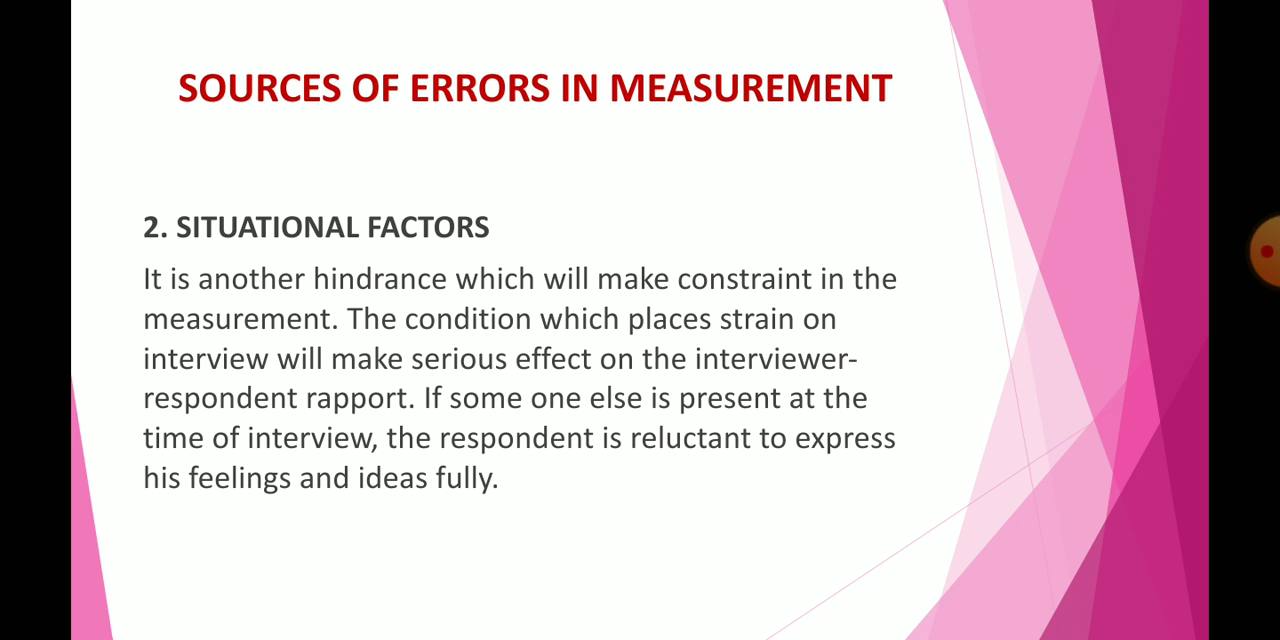 SOURCES OF ERRORS IN MEASUREMENT
2. SITUATIONAL FACTORS
It is another hindrance which will make constraint in the
measurement. The condition which places strain on
interview will make serious effect on the interviewer-
respondent rapport. If some one else is present at the
time of interview, the respondent is reluctant to express
his feelings and ideas fully.